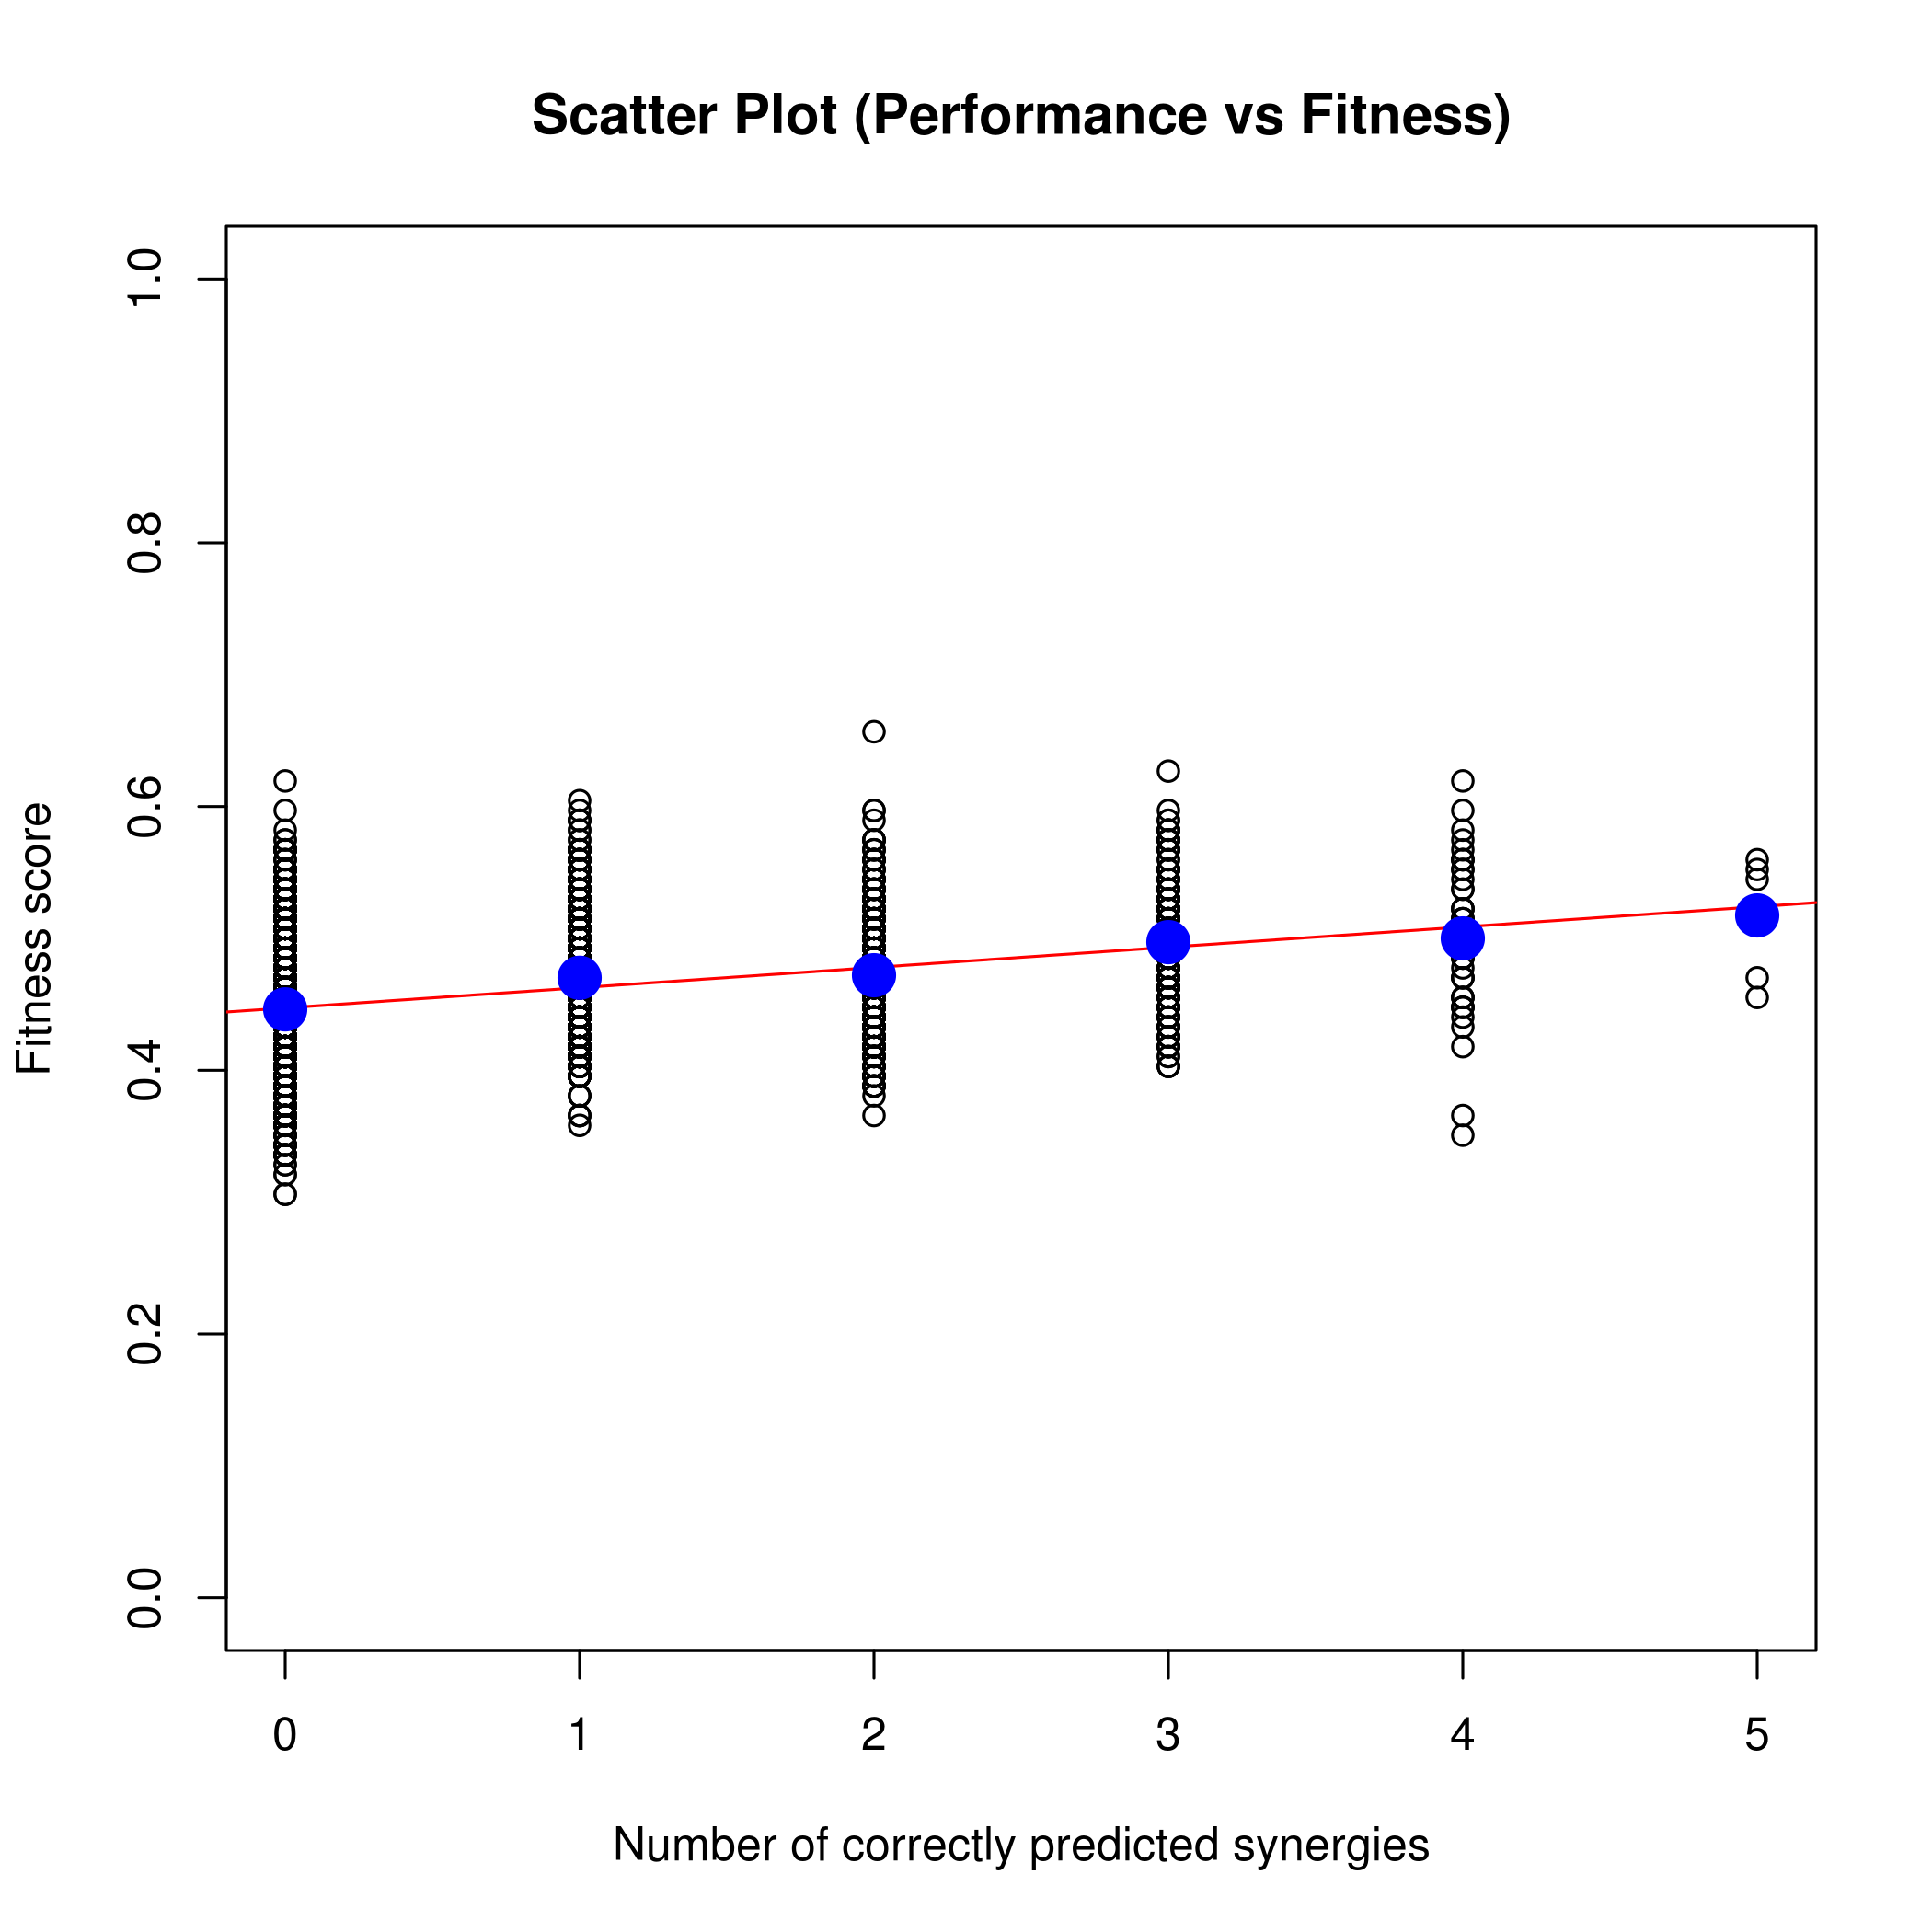 Scatter Plot (Performance vs Fitness)
Fitness score
1.0
0.8
0.6
0.4
0.2
0.0
0 1 2 3 4 5
Number of correctly predicted synergies